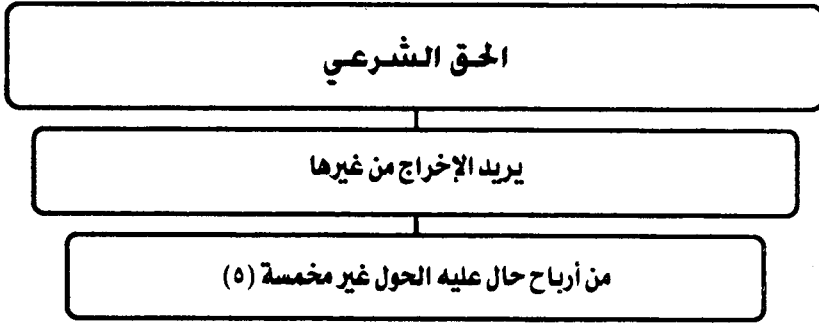 الحق الشرعي
يريد الإخراج من غيرها
من أرباح حال عليه الحول غير مخمسة (٥)